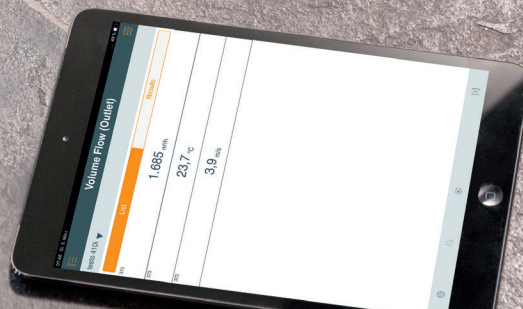 Volume Flow (Outlet)
testo 410i ▼
List
Results
1.685 m³/h
23,7 °C
3,9 m/s